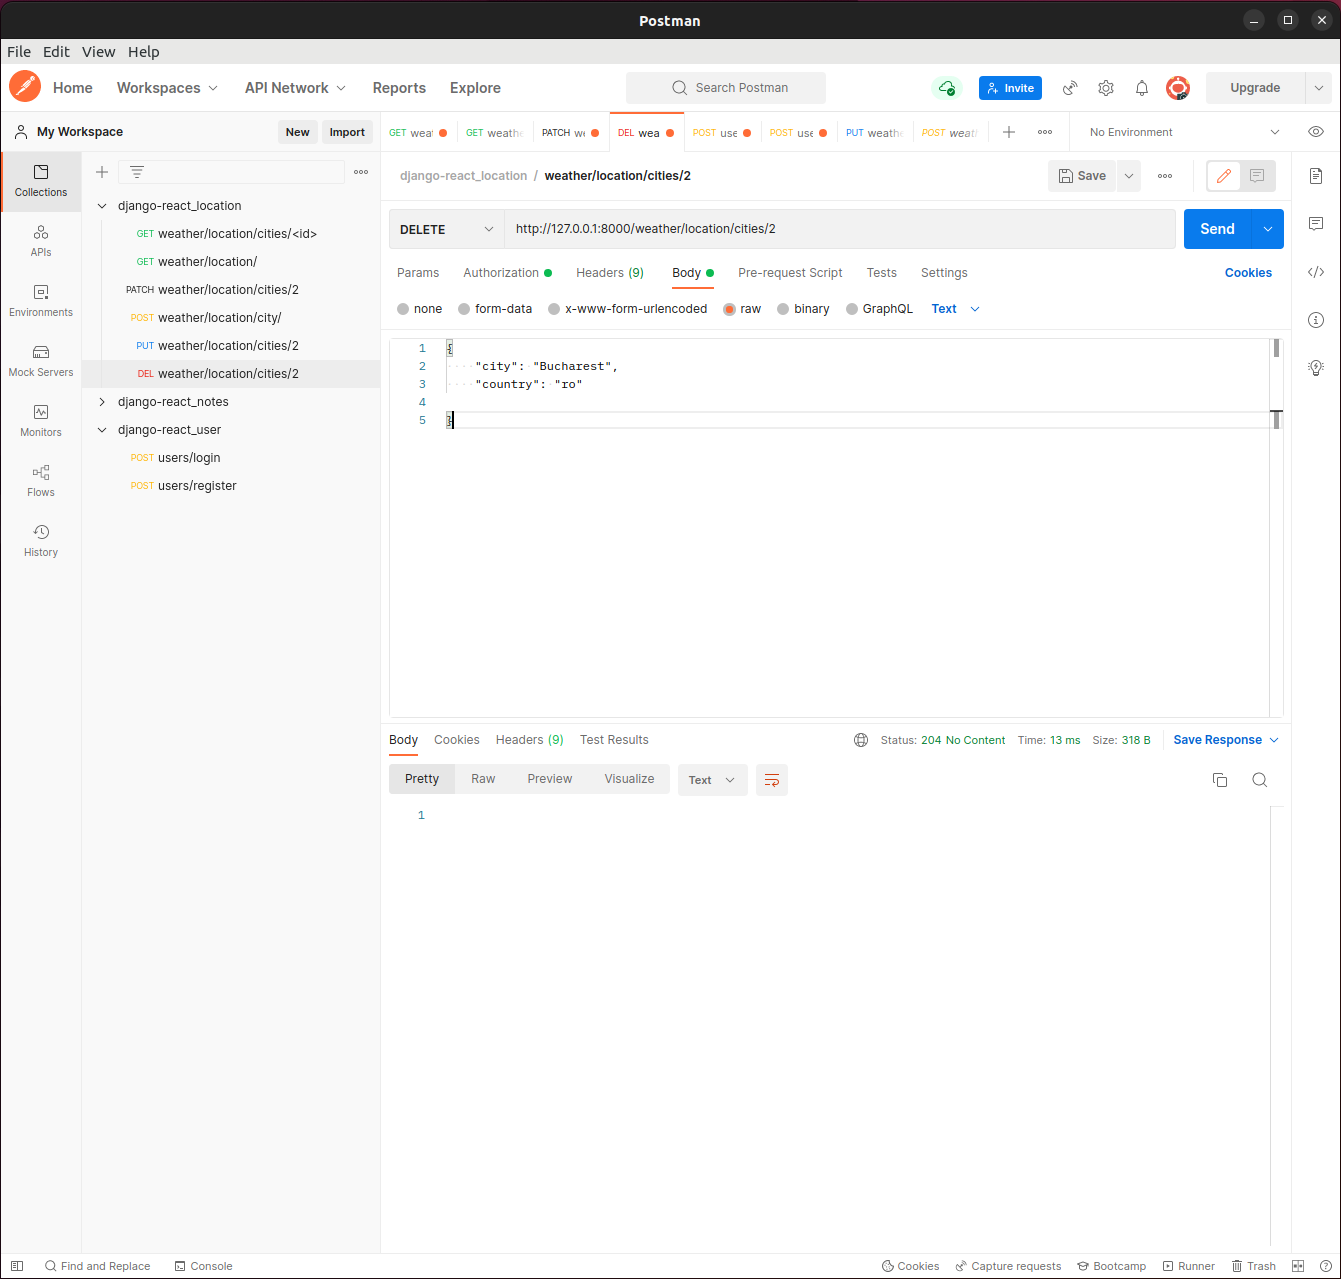 Postman
File Edit View Help
Home Workspaces API Network Reports Explore Search Postman Invite Upgrade
My Workspace New Import GET weat GET weathe PATCH we DEL wea POST use POST use PUT weathe POST weat No Environment
Collections
APIs
Environments
Mock Servers
Monitors
Flows
History
django-react_location
GET weather/location/cities/<id>
GET weather/location/
PATCH weather/location/cities/2
POST weather/location/city/
PUT weather/location/cities/2
DEL weather/location/cities/2
django-react_notes
django-react_user
POST users/login
POST users/register
django-react_location / weather/location/cities/2 Save
DELETE http://127.0.0.1:8000/weather/location/cities/2 Send
Params Authorization Headers (9) Body Pre-request Script Tests Settings Cookies
none form-data x-www-form-urlencoded raw binary GraphQL Text
1 {
2 "city": "Bucharest",
3 "country": "ro"
4
5 }
Body Cookies Headers (9) Test Results Status: 204 No Content Time: 13 ms Size: 318 B Save Response
Pretty Raw Preview Visualize Text
1
Find and Replace Console Cookies Capture requests Bootcamp Runner Trash